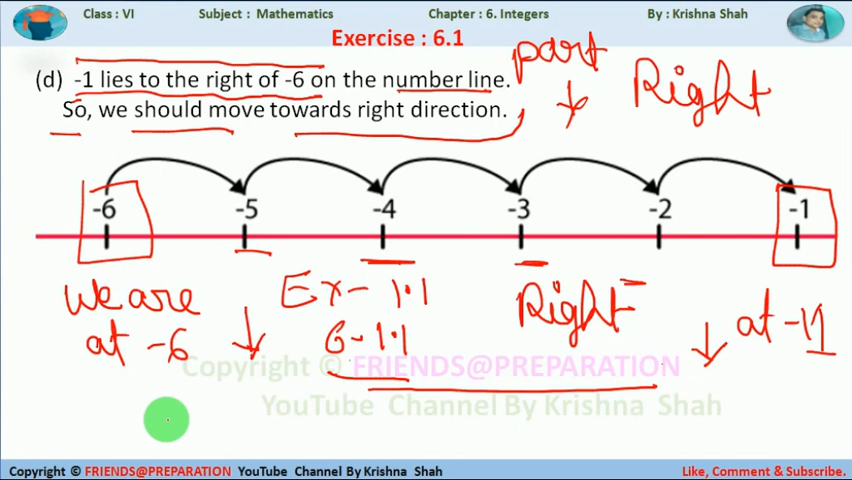 Class : VI Subject : Mathematics Chapter : 6. Integers By : Krishna Shah
Exercise : 6.1
(d) -1 lies to the right of -6 on the number line.
So, we should move towards right direction.
part
Right
-6 -5 -4 -3 -2 -1
We are
at -6
Ex- 1.1
6-1.1
Right
at -11
Copyright © FRIENDS@PREPARATION
YouTube Channel By Krishna Shah
Copyright © FRIENDS@PREPARATION YouTube Channel By Krishna Shah Like, Comment & Subscribe.